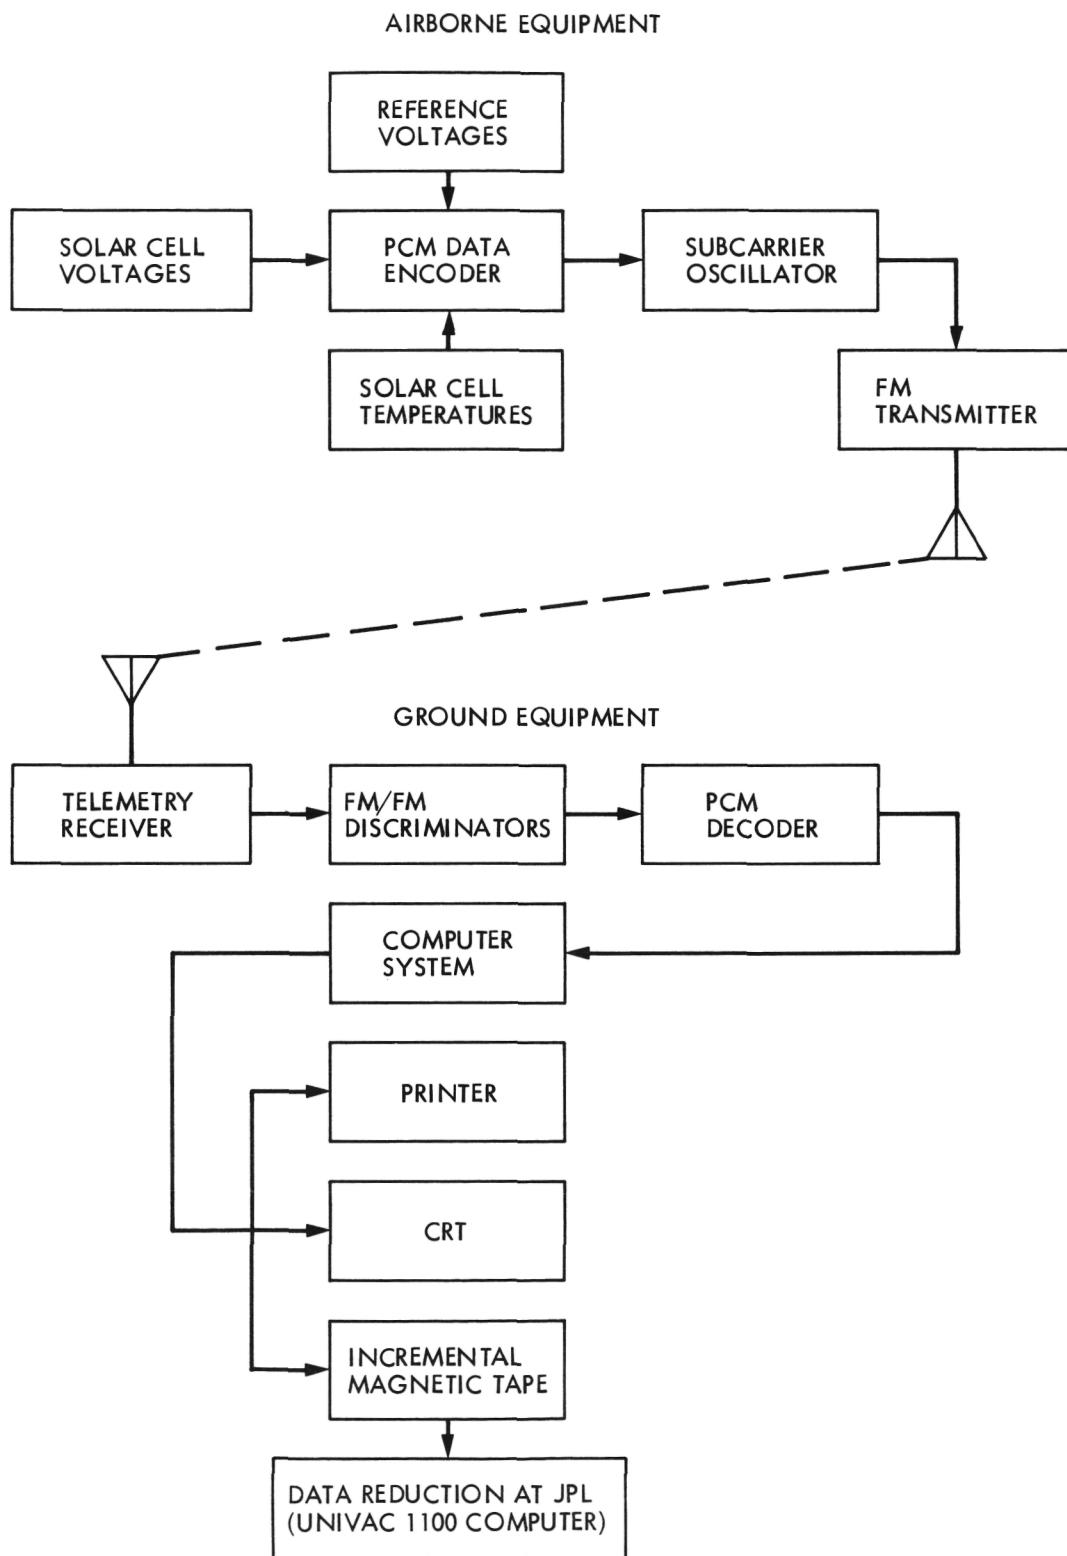 AIRBORNE EQUIPMENT
REFERENCE
VOLTAGES
SOLAR CELL
VOLTAGES
PCM DATA
ENCODER
SUBCARRIER
OSCILLATOR
SOLAR CELL
TEMPERATURES
FM
TRANSMITTER
GROUND EQUIPMENT
TELEMETRY
RECEIVER
FM/FM
DISCRIMINATORS
PCM
DECODER
COMPUTER
SYSTEM
PRINTER
CRT
INCREMENTAL
MAGNETIC TAPE
DATA REDUCTION AT JPL
(UNIVAC 1100 COMPUTER)